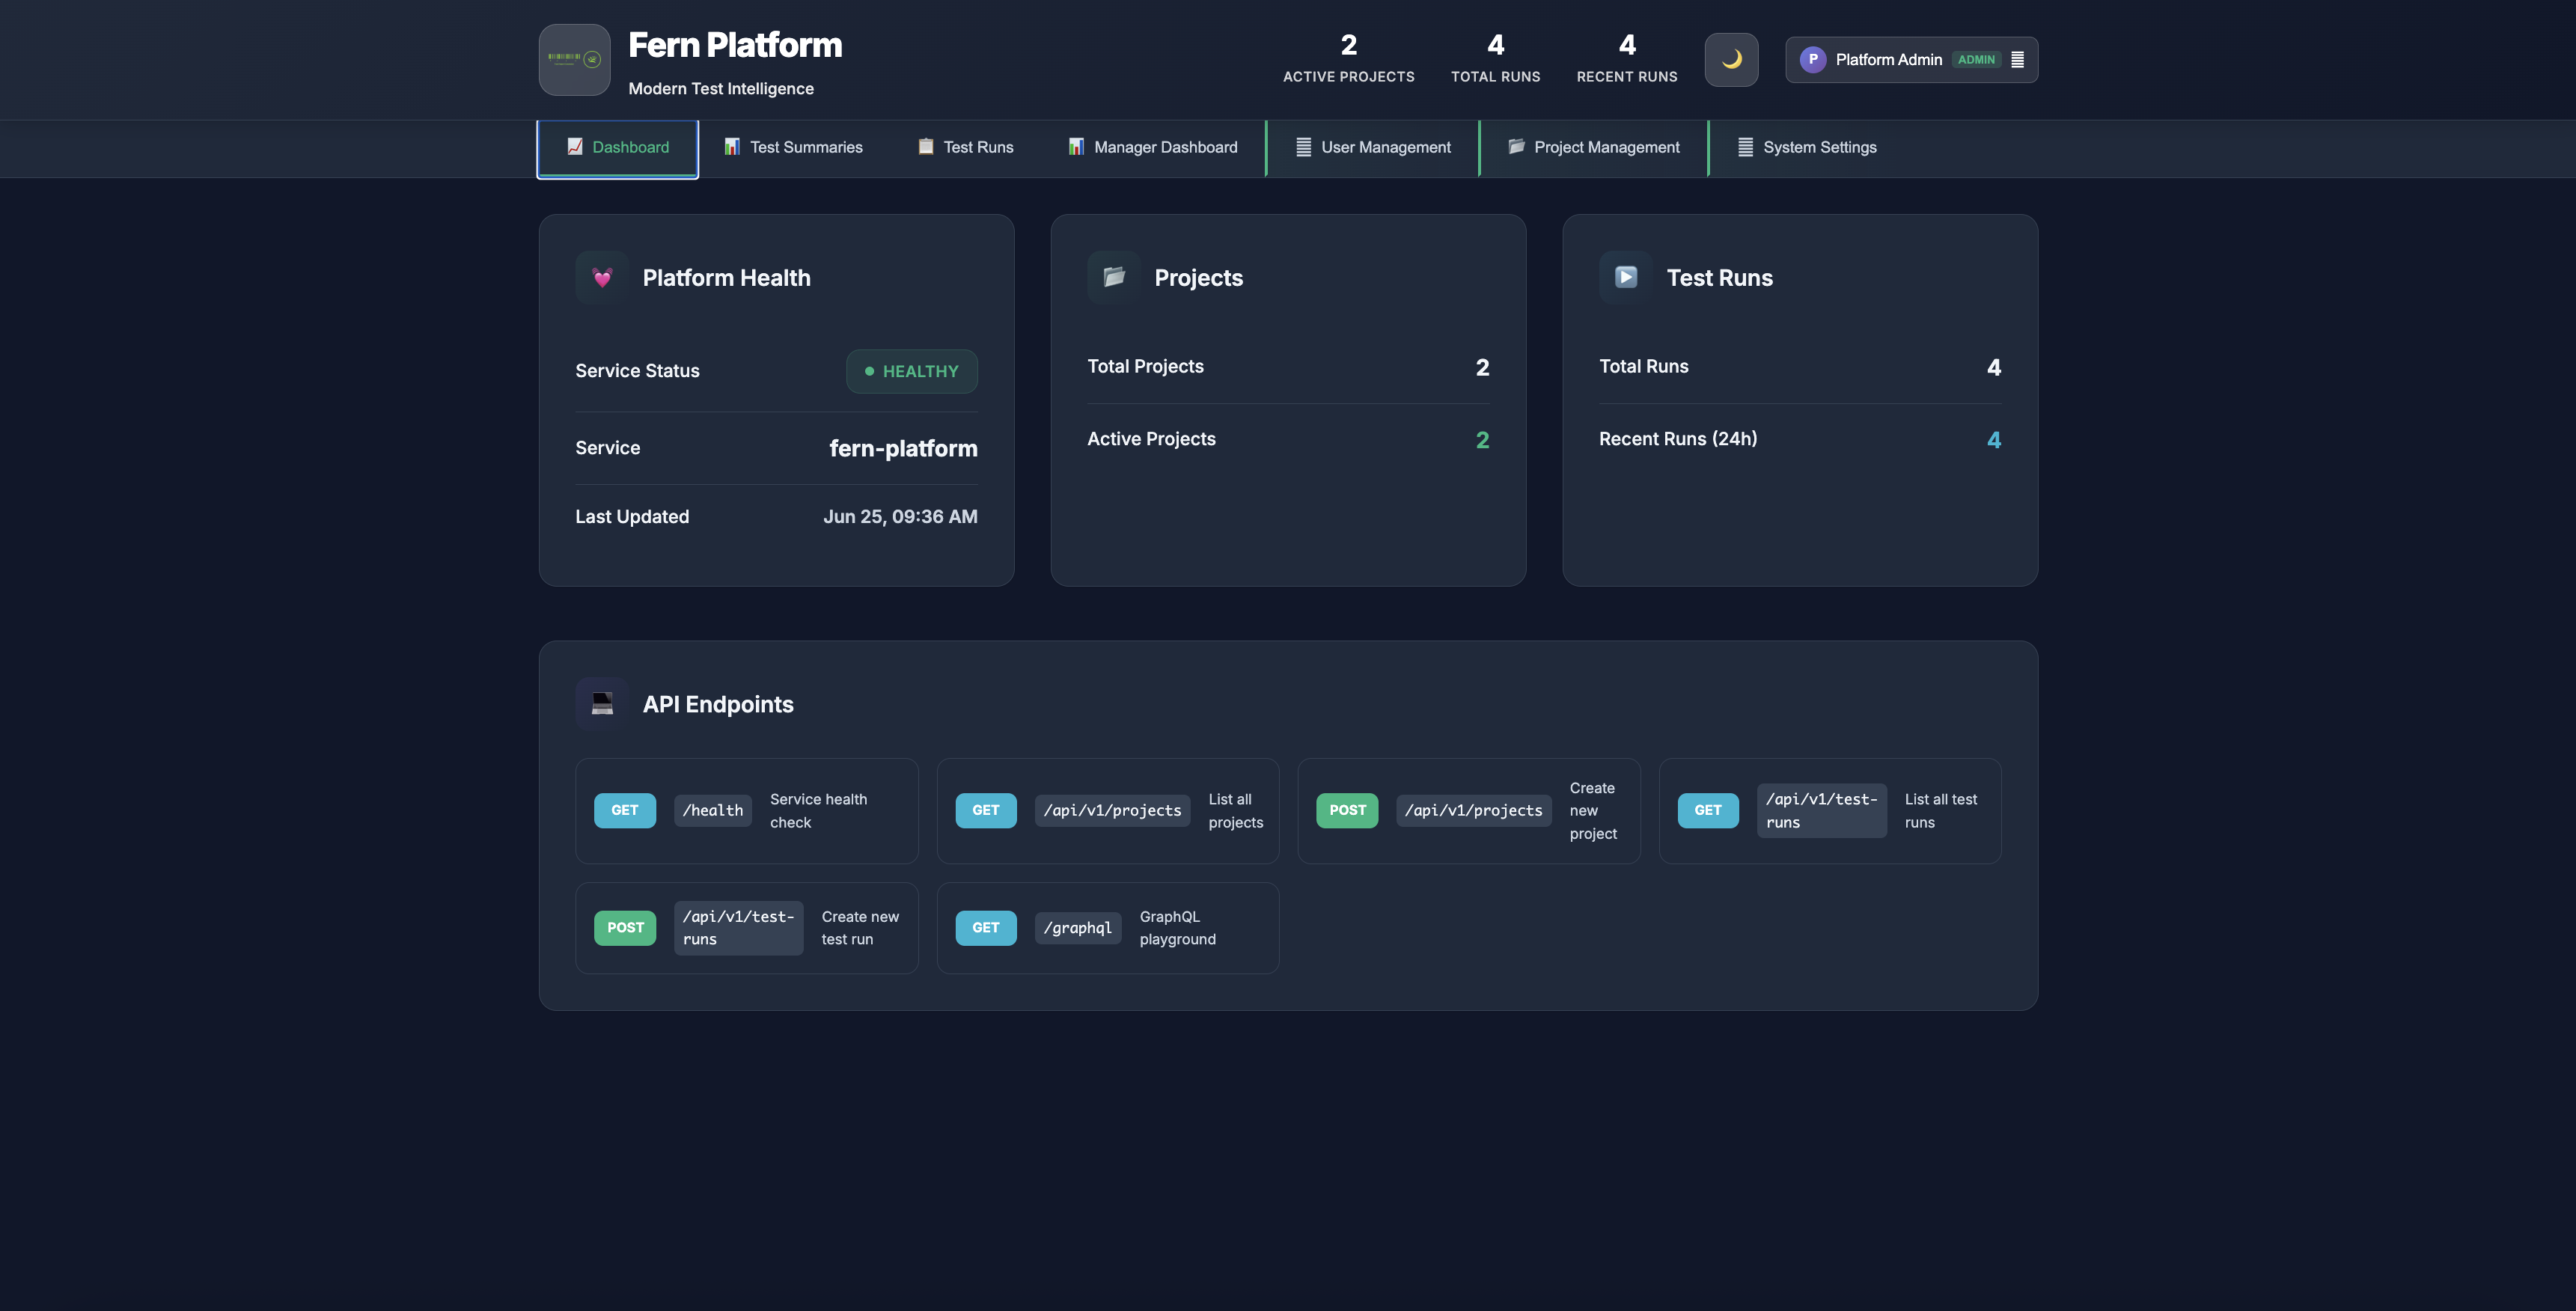 Fern Platform
Modern Test Intelligence
2
ACTIVE PROJECTS
4
TOTAL RUNS
4
RECENT RUNS
P Platform Admin ADMIN
Dashboard
Test Summaries
Test Runs
Manager Dashboard
User Management
Project Management
System Settings
Platform Health
Service Status HEALTHY
Service fern-platform
Last Updated Jun 25, 09:36 AM
Projects
Total Projects 2
Active Projects 2
Test Runs
Total Runs 4
Recent Runs (24h) 4
API Endpoints
GET
/health
Service health
check
GET
/api/v1/projects
List all
projects
POST
/api/v1/projects
Create
new
project
GET
/api/v1/test-
runs
List all test
runs
POST
/api/v1/test-
runs
Create new
test run
GET
/graphql
GraphQL
playground